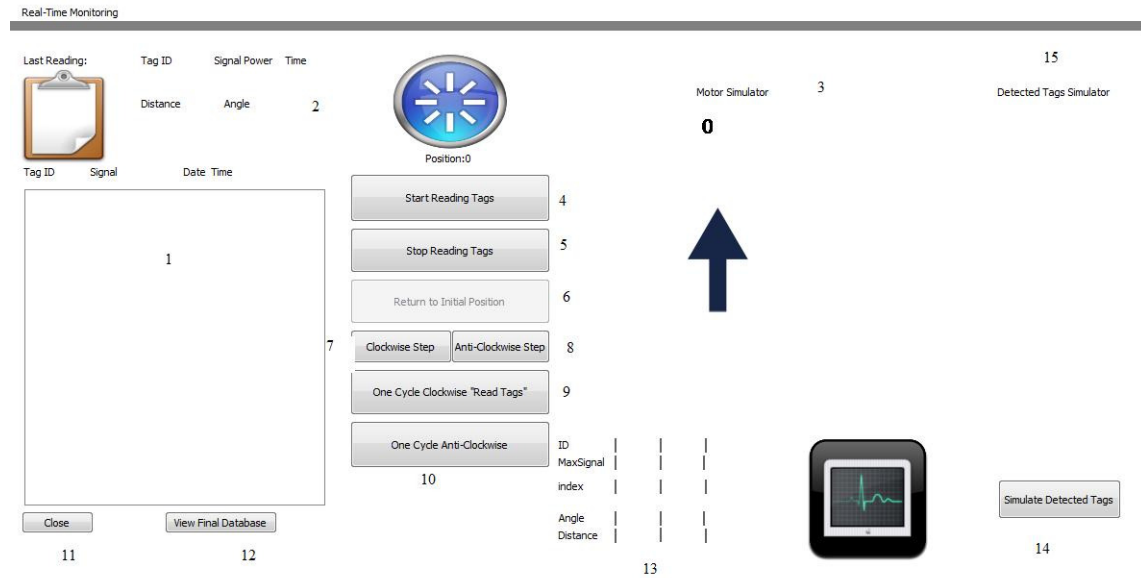 Real-Time Monitoring
Last Reading: Tag ID Signal Power Time
15
Distance Angle 2
Motor Simulator 3
Detected Tags Simulator
0
Position:0
Tag ID Signal Date Time
Start Reading Tags 4
Stop Reading Tags 5
1
Return to Initial Position 6
7 Clockwise Step Anti-Clockwise Step 8
One Cycle Clockwise "Read Tags" 9
One Cycle Anti-Clockwise
10
ID | | |
MaxSignal | | |
index | | |
Angle | | |
Distance | | |
13
Simulate Detected Tags
14
Close View Final Database
11 12